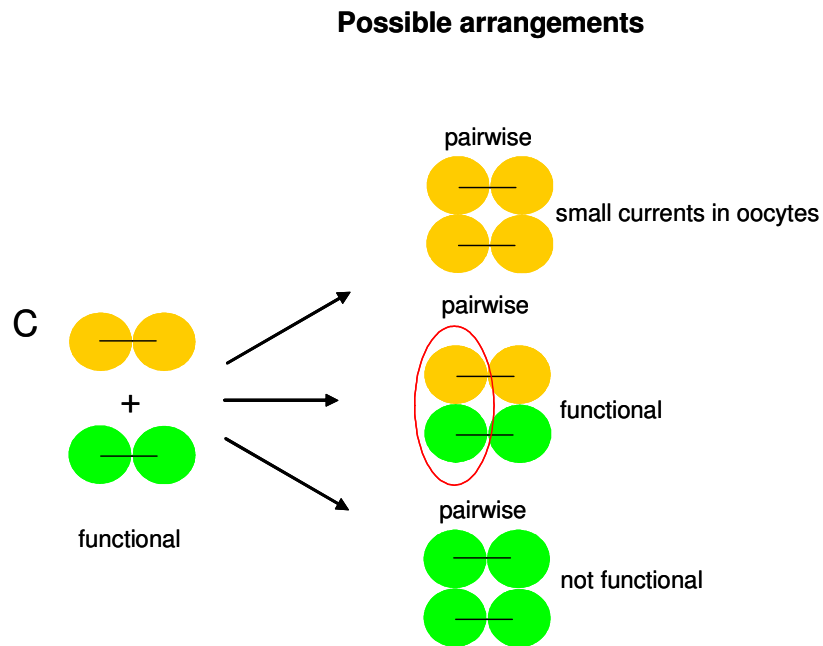 Possible arrangements
pairwise
small currents in oocytes
C
pairwise
+
functional
functional
pairwise
not functional